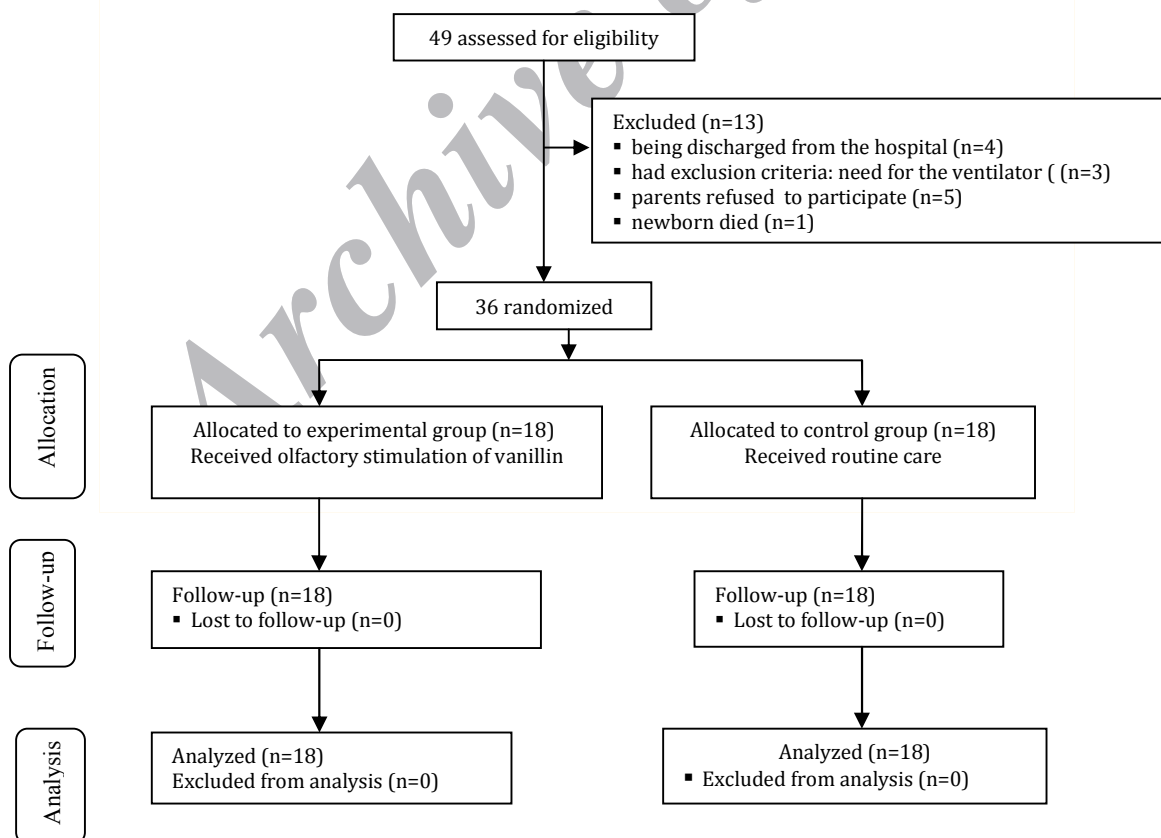 49 assessed for eligibility
Excluded (n=13)
▪ being discharged from the hospital (n=4)
▪ had exclusion criteria: need for the ventilator ( (n=3)
▪ parents refused to participate (n=5)
▪ newborn died (n=1)
36 randomized
Allocation
Allocated to experimental group (n=18)
Received olfactory stimulation of vanillin
Allocated to control group (n=18)
Received routine care
Follow-up
Follow-up (n=18)
▪ Lost to follow-up (n=0)
Follow-up (n=18)
▪ Lost to follow-up (n=0)
Analysis
Analyzed (n=18)
Excluded from analysis (n=0)
Analyzed (n=18)
▪ Excluded from analysis (n=0)
Archive